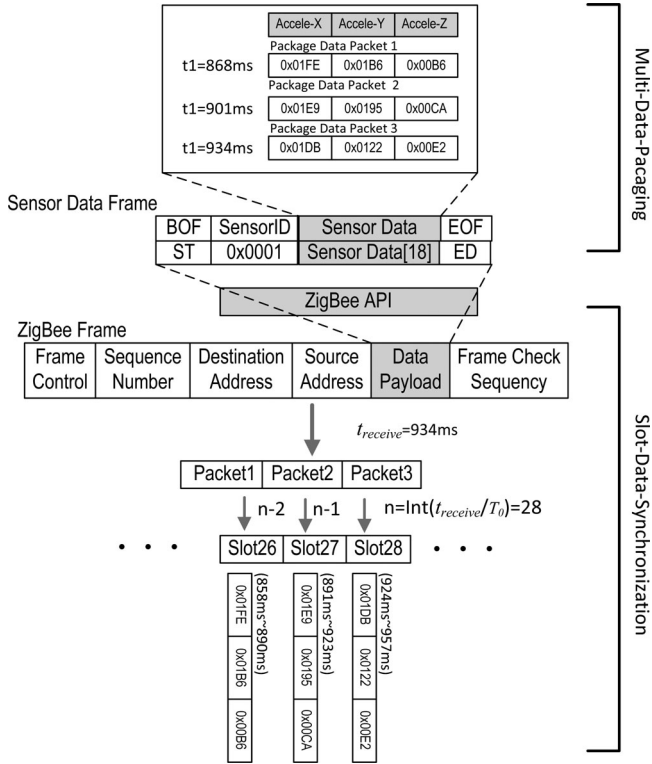 Accele-X Accele-Y Accele-Z
Package Data Packet 1
t1=868ms 0x01FE 0x01B6 0x00B6
Package Data Packet 2
t1=901ms 0x01E9 0x0195 0x00CA
Package Data Packet 3
t1=934ms 0x01DB 0x0122 0x00E2
Multi-Data-Pacaging
Sensor Data Frame
BOF SensorID Sensor Data EOF
ST 0x0001 Sensor Data[18] ED
ZigBee API
ZigBee Frame
Frame Control
Sequence Number
Destination Address
Source Address
Data Payload
Frame Check Sequency
treceive=934ms
Packet1 Packet2 Packet3
n-2 n-1 n=Int(treceive/T0)=28
Slot26 Slot27 Slot28
0x01FE 0x01B6 0x00B6
(858ms~890ms)
0x01E9 0x0195 0x00CA
(891ms~923ms)
0x01DB 0x0122 0x00E2
(924ms~957ms)
Slot-Data-Synchronization